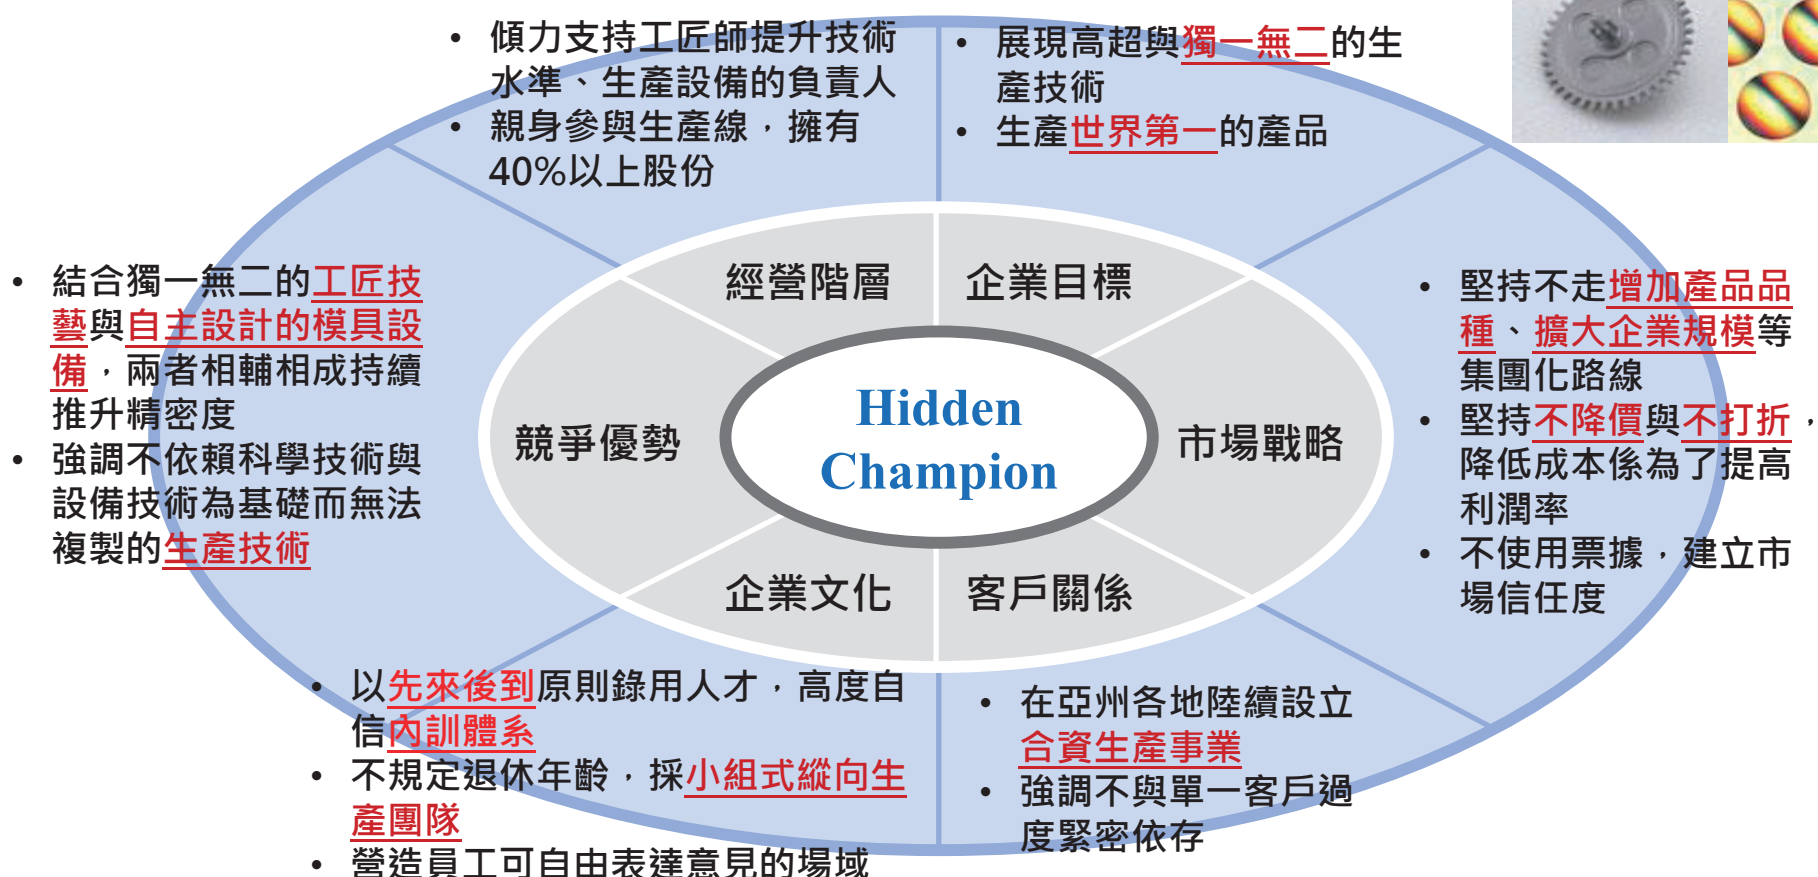 • 傾力支持工匠師提升技術
水準、生產設備的負責人
• 親身參與生產線，擁有
40%以上股份
• 展現高超與獨一無二的生
產技術
• 生產世界第一的產品
經營階層
企業目標
• 結合獨一無二的工匠技
藝與自主設計的模具設
備，兩者相輔相成持續
推升精密度
• 強調不依賴科學技術與
設備技術為基礎而無法
複製的生產技術
競爭優勢
Hidden
Champion
市場戰略
• 堅持不走增加產品品
種、擴大企業規模等
集團化路線
• 堅持不降價與不打折，
降低成本係為了提高
利潤率
• 不使用票據，建立市
場信任度
企業文化
客戶關係
• 以先來後到原則錄用人才，高度自
信內訓體系
• 不規定退休年齡，採小組式縱向生
產團隊
• 營造員工可自由表達意見的場域
• 在亞州各地陸續設立
合資生產事業
• 強調不與單一客戶過
度緊密依存